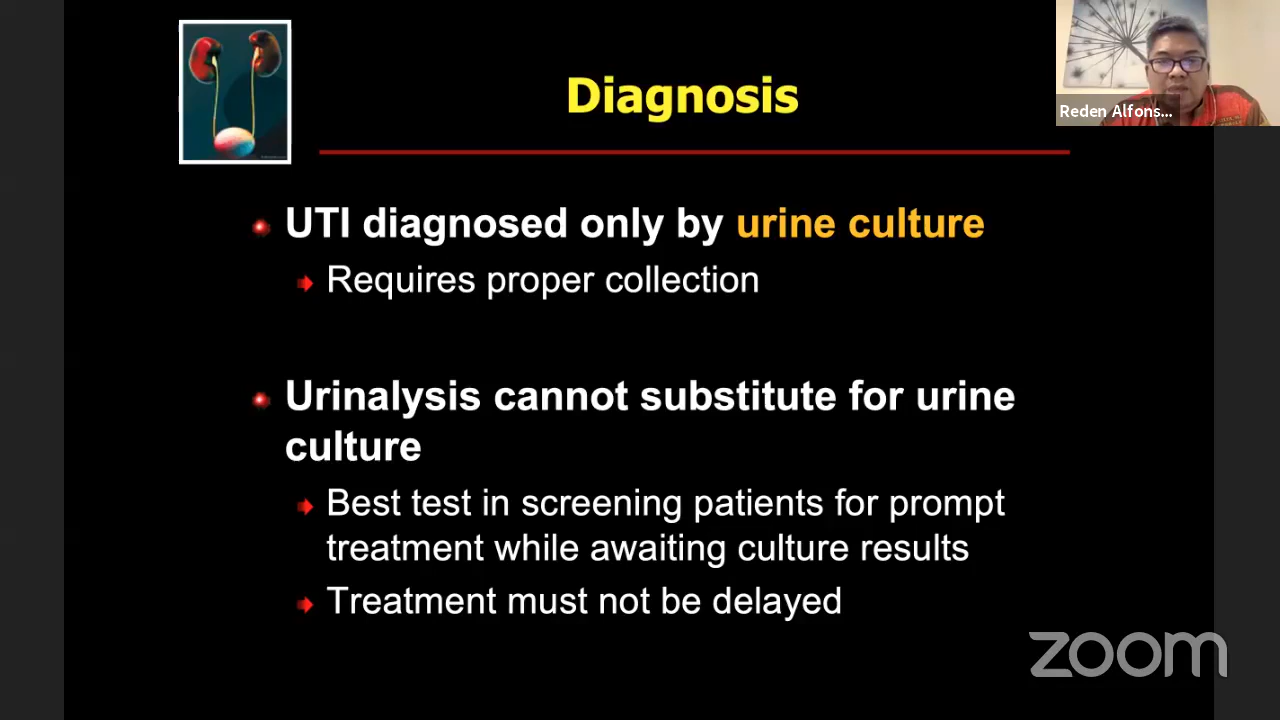 Diagnosis
Reden Alfons...
UTI diagnosed only by urine culture
Requires proper collection
Urinalysis cannot substitute for urine
culture
Best test in screening patients for prompt
treatment while awaiting culture results
Treatment must not be delayed
zoom